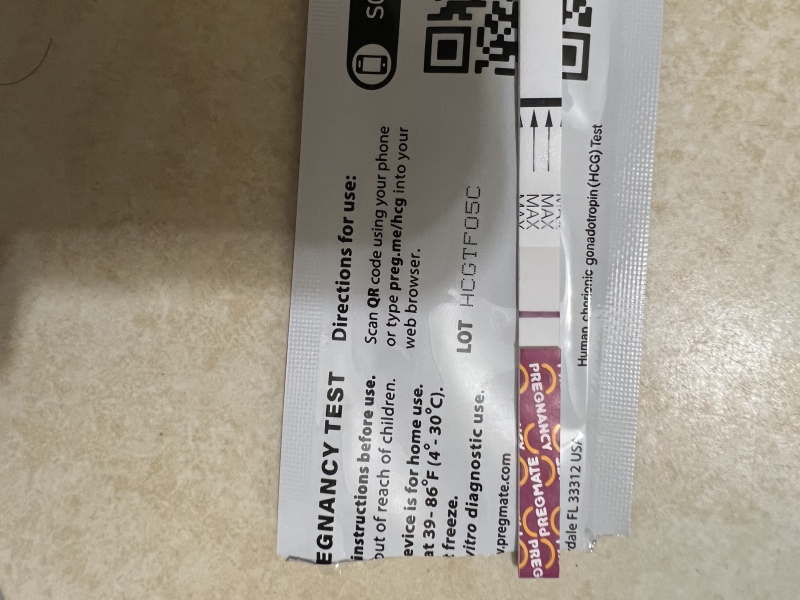 SC
EGNANCY TEST
instructions before use.
out of reach of children.
evice is for home use.
at 39- 86°F (4°- 30°C).
freeze.
vitro diagnostic use.
v.pregmate.com
Directions for use:
Scan QR code using your phone
or type preg.me/hcg into your
web browser.
LOT HCGTF05C
MAX
MAX
MAX
PREGNANCY
PREGMATE
PREG
Human chorionic gonadotropin (HCG) Test
dale FL 33312 USA